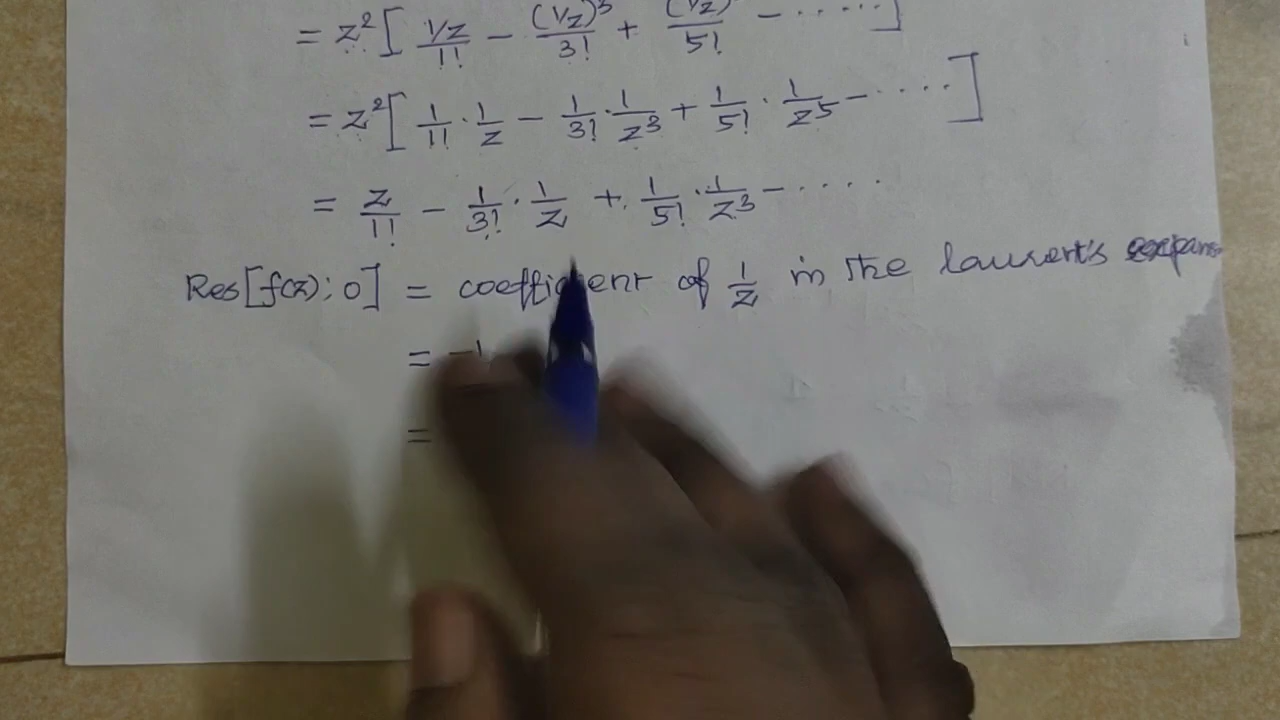 = z² [ (1/z)/1! - (1/z)³/3! + (1/z)/5! - ..... ]
= z² [ 1/1! · 1/z - 1/3! · 1/z³ + 1/5! · 1/z⁵ - ..... ]
= z/1! - 1/3! · 1/z + 1/5! · 1/z³ - .....
Res[f(z); 0] = coefficient of 1/z in the laurent's
= -1
=